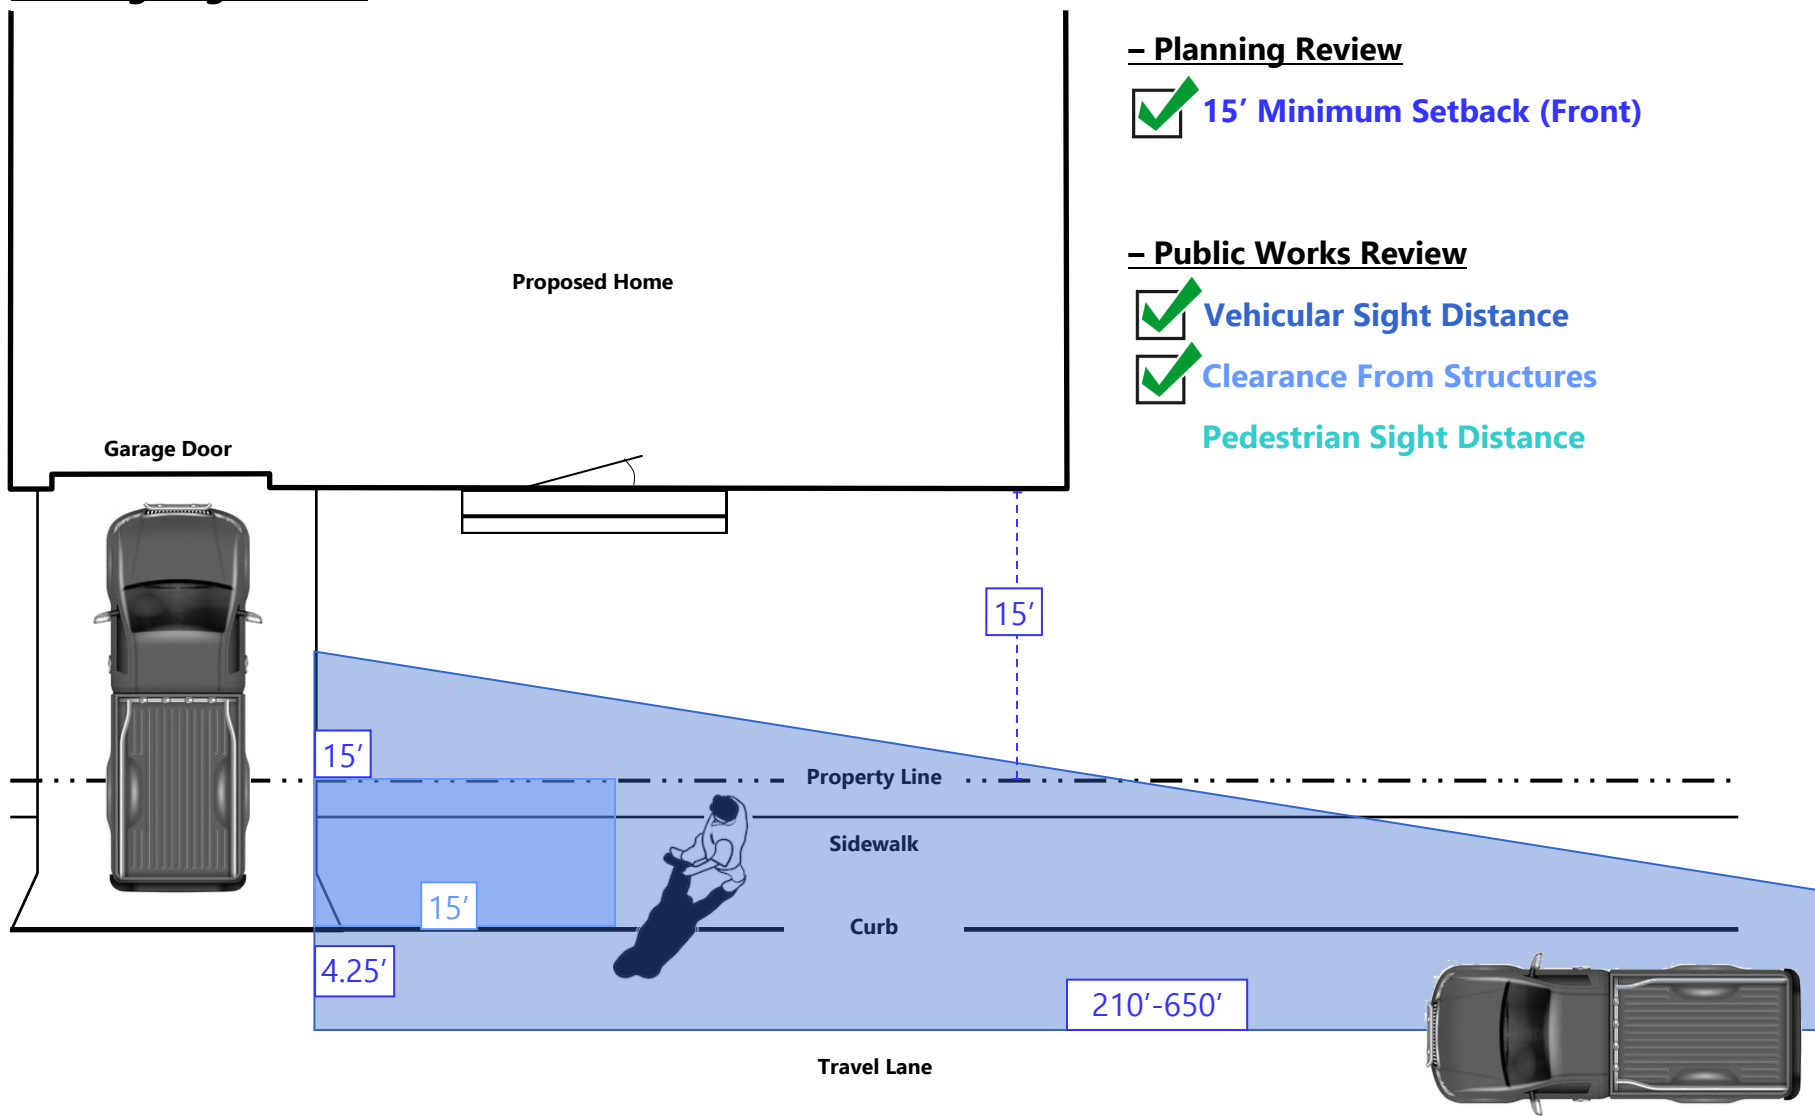 – Planning Review
15’ Minimum Setback (Front)
– Public Works Review
Vehicular Sight Distance
Clearance From Structures
Pedestrian Sight Distance
Proposed Home
Garage Door
15’
15’
Property Line
Sidewalk
15’
Curb
4.25’
210’-650’
Travel Lane